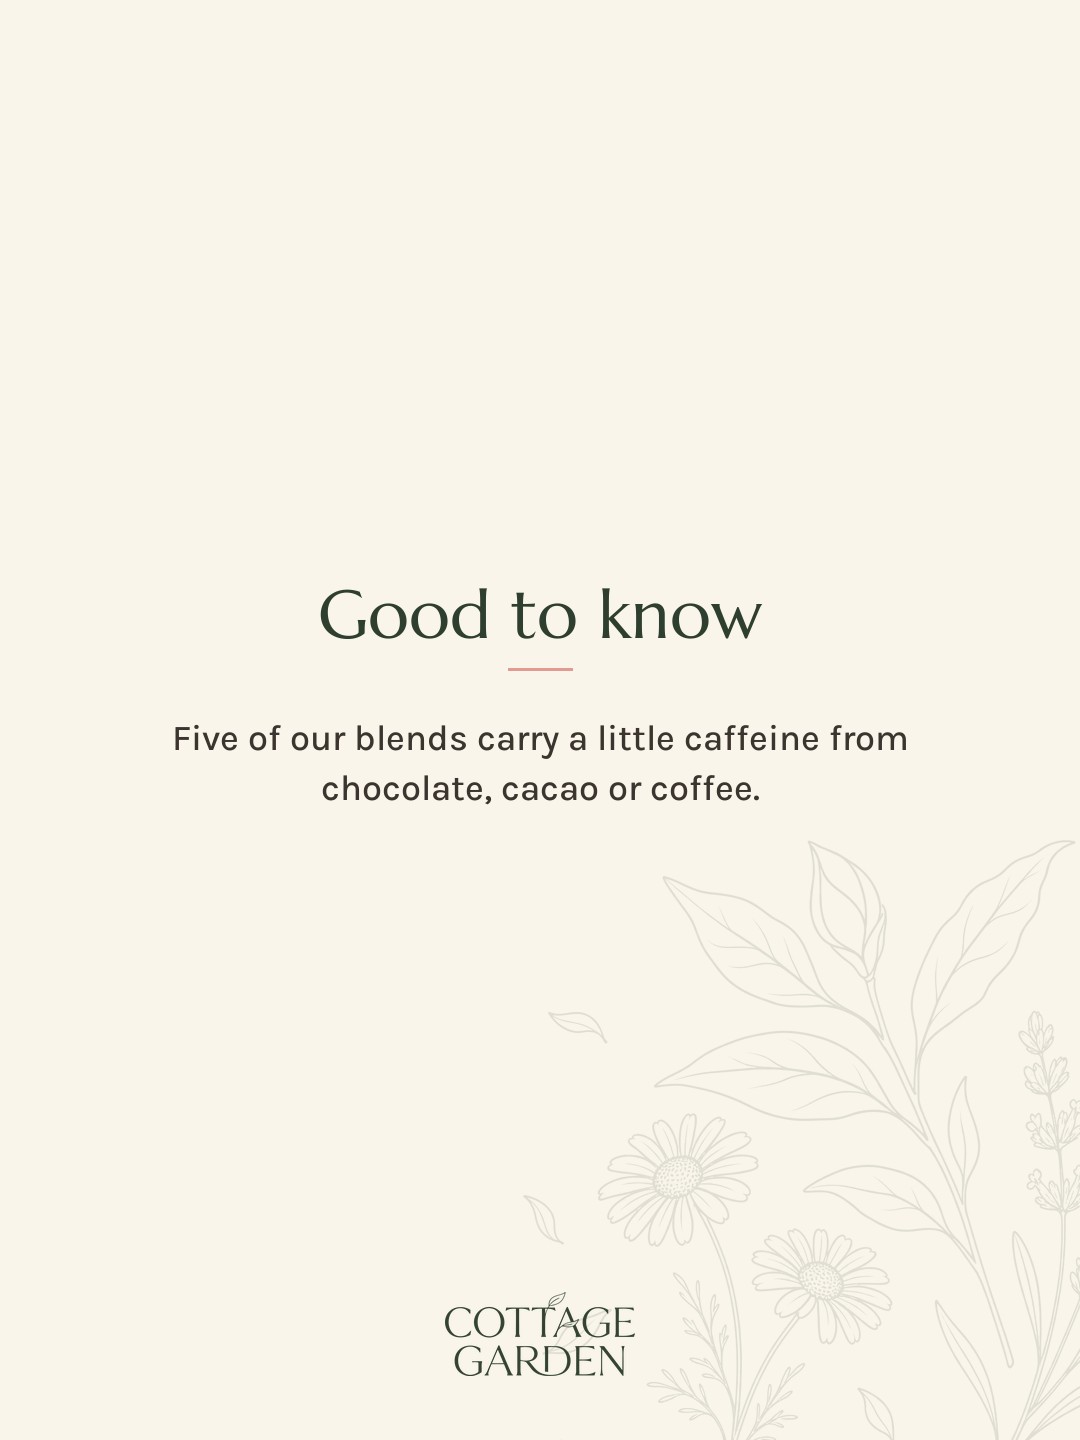 Good to know
Five of our blends carry a little caffeine from
chocolate, cacao or coffee.
COTTAGE
GARDEN